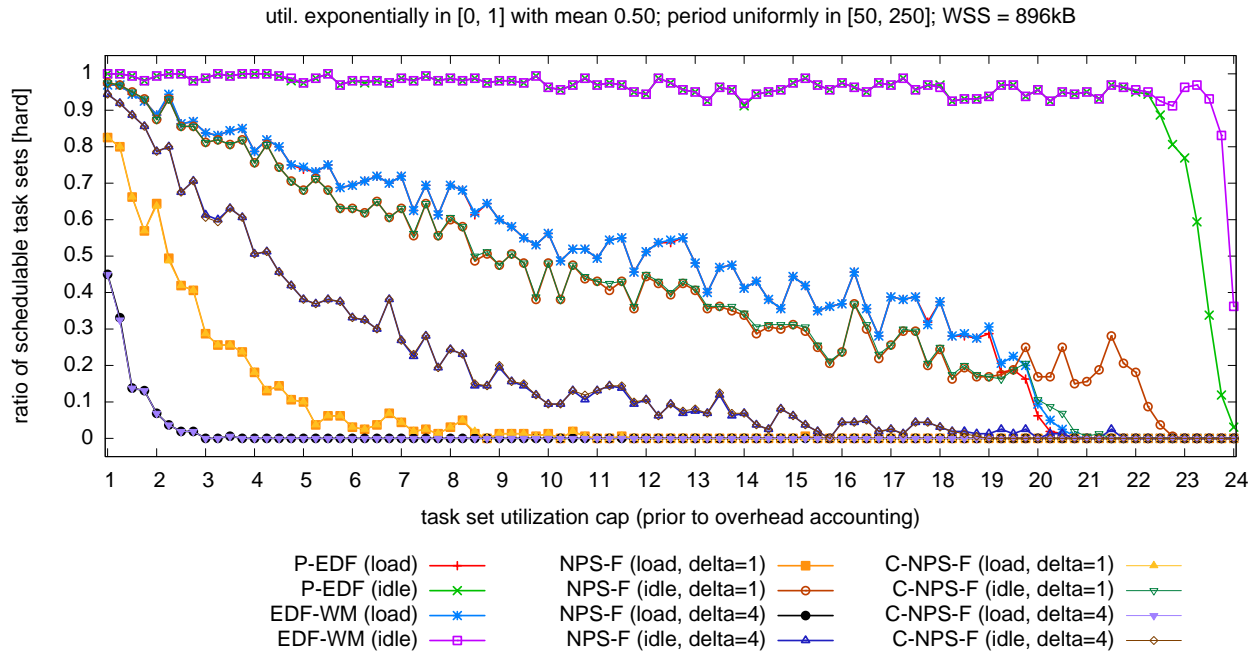 util. exponentially in [0, 1] with mean 0.50; period uniformly in [50, 250]; WSS = 896kB
ratio of schedulable task sets [hard]
1
0.9
0.8
0.7
0.6
0.5
0.4
0.3
0.2
0.1
0
1 2 3 4 5 6 7 8 9 10 11 12 13 14 15 16 17 18 19 20 21 22 23 24
task set utilization cap (prior to overhead accounting)
P-EDF (load) NPS-F (load, delta=1) C-NPS-F (load, delta=1)
P-EDF (idle) NPS-F (idle, delta=1) C-NPS-F (idle, delta=1)
EDF-WM (load) NPS-F (load, delta=4) C-NPS-F (load, delta=4)
EDF-WM (idle) NPS-F (idle, delta=4) C-NPS-F (idle, delta=4)